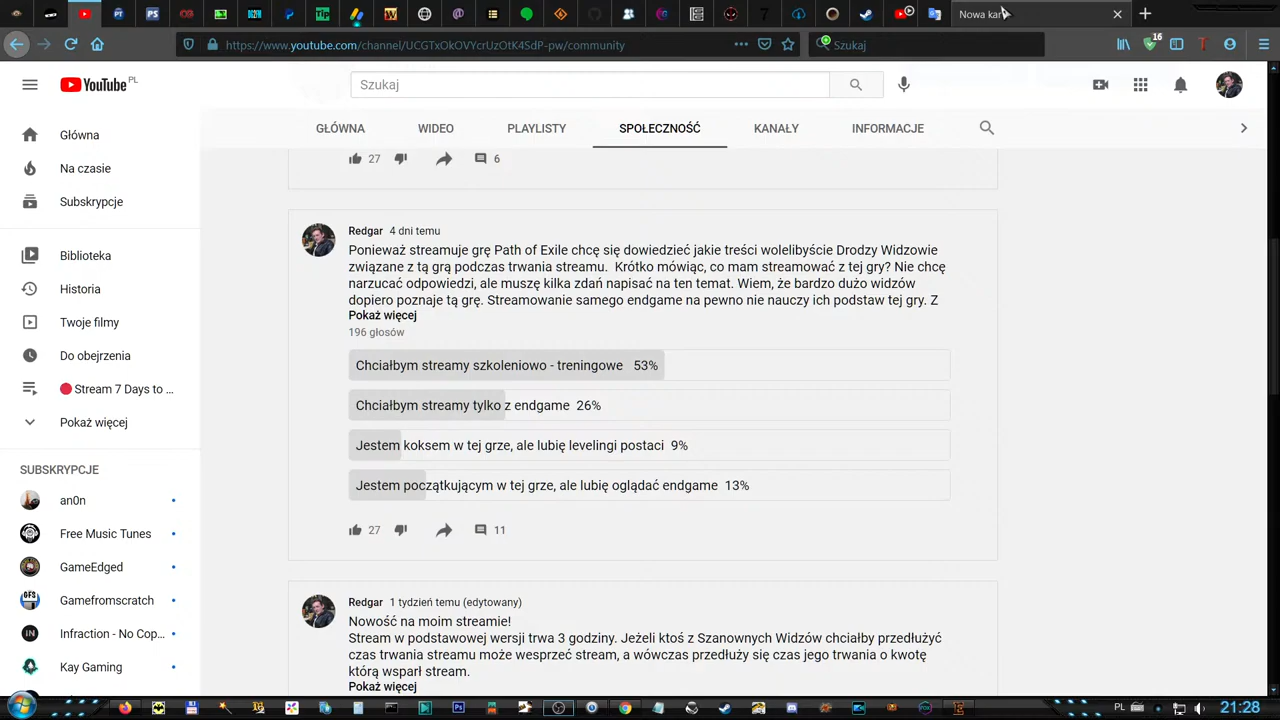 Nowa kar
https://www.youtube.com/channel/UCGTxOkOVYcrUzOtK4SdP-pw/community
Szukaj
16
YouTube PL
Szukaj
GŁÓWNA
WIDEO
PLAYLISTY
SPOŁECZNOŚĆ
KANAŁY
INFORMACJE
Główna
Na czasie
Subskrypcje
Biblioteka
Historia
Twoje filmy
Do obejrzenia
Stream 7 Days to ...
Pokaż więcej
SUBSKRYPCJE
an0n
Free Music Tunes
GameEdged
Gamefromscratch
Infraction - No Cop...
Kay Gaming
27
6
Redgar 4 dni temu
Ponieważ streamuje grę Path of Exile chcę się dowiedzieć jakie treści wolelibyście Drodzy Widzowie
związane z tą grą podczas trwania streamu. Krótko mówiąc, co mam streamować z tej gry? Nie chcę
narzucać odpowiedzi, ale muszę kilka zdań napisać na ten temat. Wiem, że bardzo dużo widzów
dopiero poznaje tą grę. Streamowanie samego endgame na pewno nie nauczy ich podstaw tej gry. Z
Pokaż więcej
196 głosów
Chciałbym streamy szkoleniowo - treningowe 53%
Chciałbym streamy tylko z endgame 26%
Jestem koksem w tej grze, ale lubię levelingi postaci 9%
Jestem początkującym w tej grze, ale lubię oglądać endgame 13%
27
11
Redgar 1 tydzień temu (edytowany)
Nowość na moim streamie!
Stream w podstawowej wersji trwa 3 godziny. Jeżeli ktoś z Szanownych Widzów chciałby przedłużyć
czas trwania streamu może wesprzeć stream, a wówczas przedłuży się czas jego trwania o kwotę
którą wsparł stream.
Pokaż więcej
PL
21:28